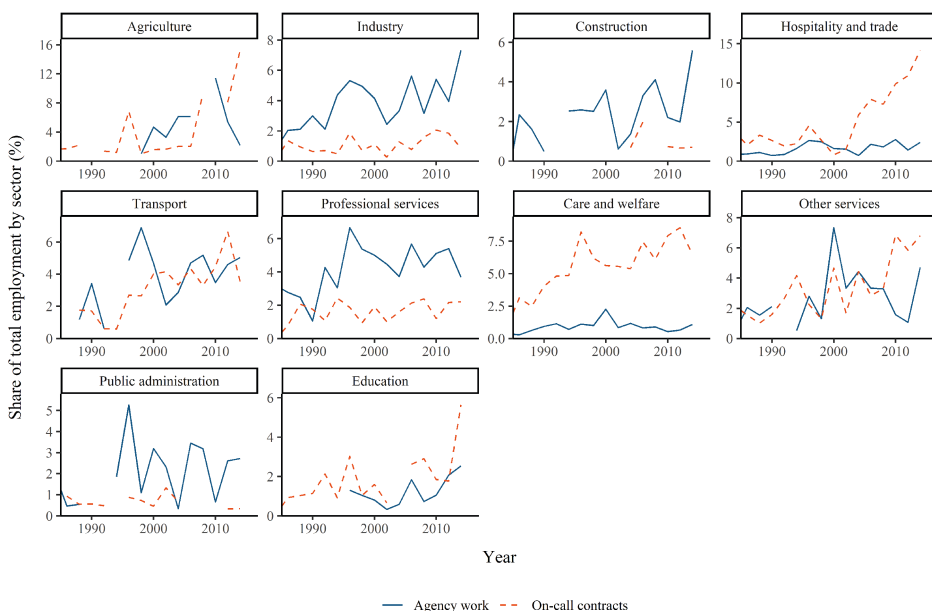 Agriculture Industry Construction Hospitality and trade
16 12 8 4 0
8 6 4 2 0
6 4 2 0
15 10 5 0
1990 2000 2010 1990 2000 2010 1990 2000 2010 1990 2000 2010
Transport Professional services Care and welfare Other services
6 4 2 0
6 4 2 0
7.5 5.0 2.5 0.0
8 6 4 2 0
1990 2000 2010 1990 2000 2010 1990 2000 2010 1990 2000 2010
Public administration Education
5 4 3 2 1 0
6 4 2 0
1990 2000 2010 1990 2000 2010
Share of total employment by sector (%)
Year
Agency work On-call contracts